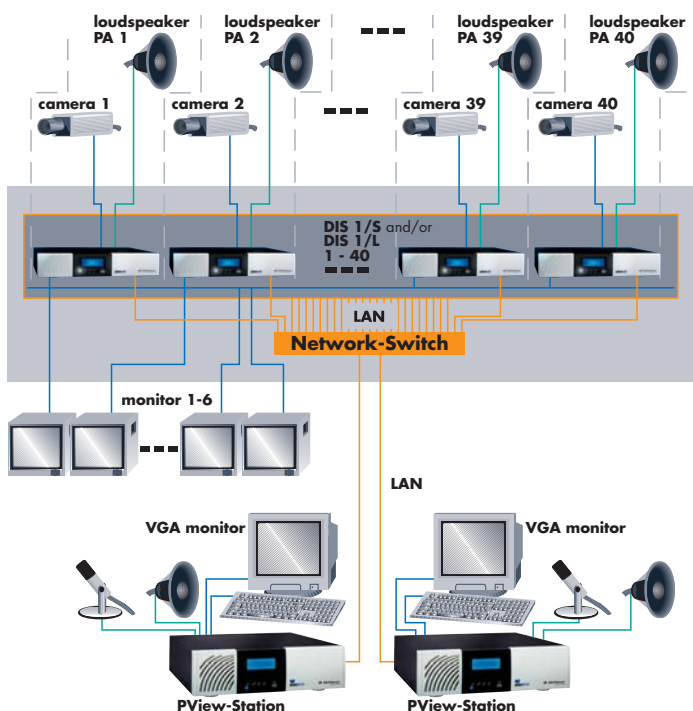 loudspeaker
PA 1
loudspeaker
PA 2
loudspeaker
PA 39
loudspeaker
PA 40
camera 1
camera 2
camera 39
camera 40
DIS 1/S and/or
DIS 1/L
1 - 40
LAN
Network-Switch
monitor 1-6
LAN
VGA monitor
VGA monitor
PView-Station
PView-Station